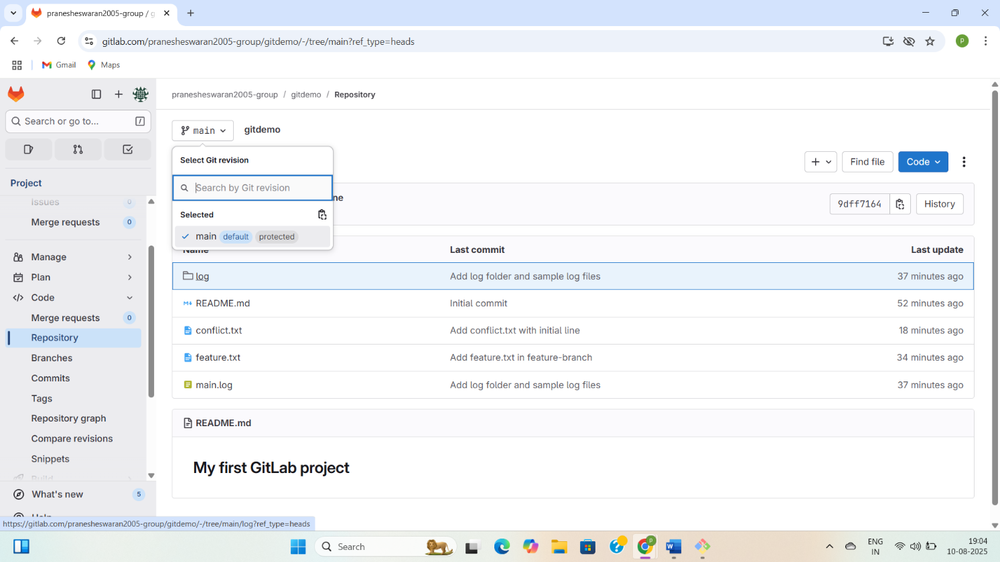 pranesheswaran2005-group / g
gitlab.com/pranesheswaran2005-group/gitdemo/-/tree/main?ref_type=heads
P
Gmail
Maps
pranesheswaran2005-group / gitdemo / Repository
Search or go to... /
main
gitdemo
Select Git revision
Search by Git revision
Selected
main default protected
+
Find file
Code
ne
9dff7164
History
Project
Issues 0
Merge requests 0
Manage
Plan
Code
Merge requests 0
Repository
Branches
Commits
Tags
Repository graph
Compare revisions
Snippets
Build
What's new 5
Help
Name Last commit Last update
log Add log folder and sample log files 37 minutes ago
README.md Initial commit 52 minutes ago
conflict.txt Add conflict.txt with initial line 18 minutes ago
feature.txt Add feature.txt in feature-branch 34 minutes ago
main.log Add log folder and sample log files 37 minutes ago
README.md
My first GitLab project
https://gitlab.com/pranesheswaran2005-group/gitdemo/-/tree/main/log?ref_type=heads
Search
ENG
IN
19:04
10-08-2025